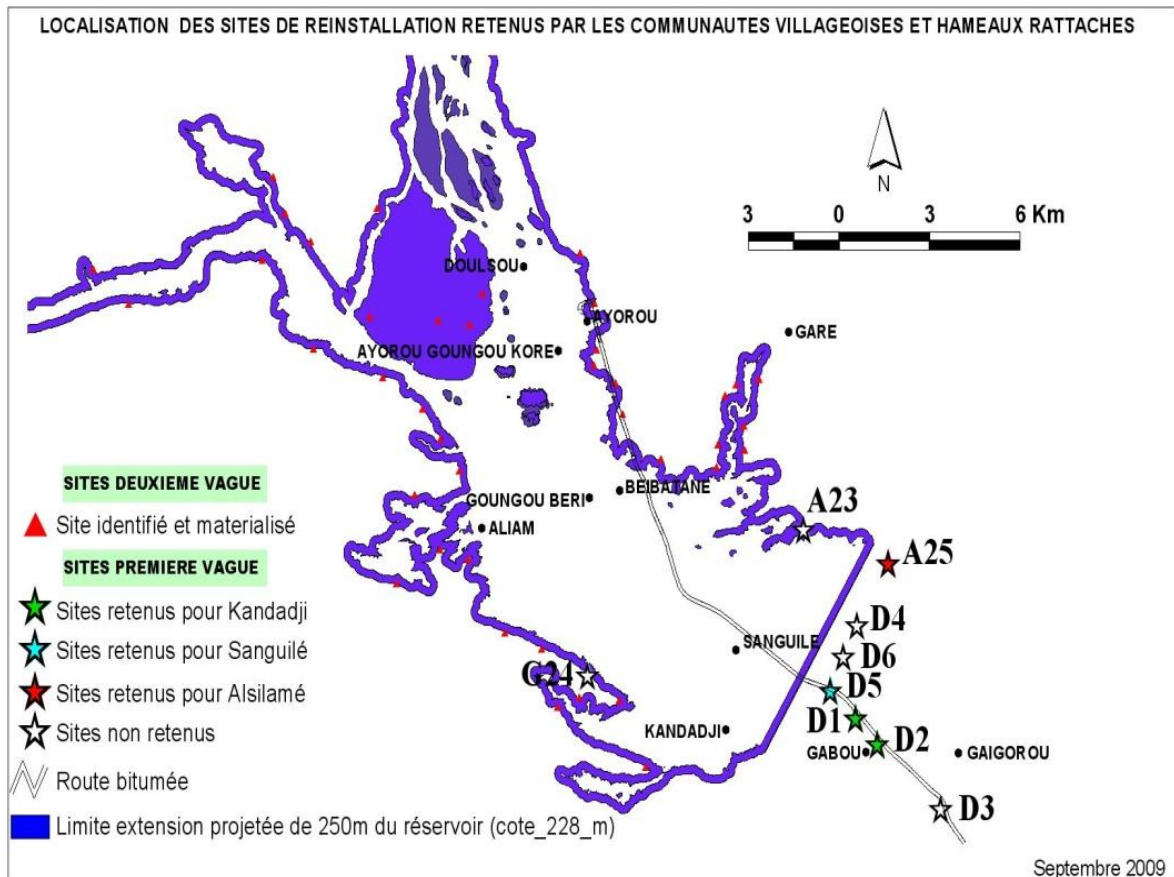 LOCALISATION DES SITES DE REINSTALLATION RETENUS PAR LES COMMUNAUTES VILLAGEOISES ET HAMEAUX RATTACHES
N
3 0 3 6 Km
DOULSOU
AYOROU
GARE
AYOROU GOUNGOU KORE
SITES DEUXIEME VAGUE
GOUNGOU BERI
BEIBATANE
Site identifié et materialisé
ALIAM
A23
SITES PREMIERE VAGUE
A25
Sites retenus pour Kandadji
D4
Sites retenus pour Sanguilé
SANGUILE
D6
G24
Sites retenus pour Alsilamé
D5
D1
Sites non retenus
KANDADJI
D2
GABOU
GAIGOROU
Route bitumée
D3
Limite extension projetée de 250m du réservoir (cote_228_m)
Septembre 2009